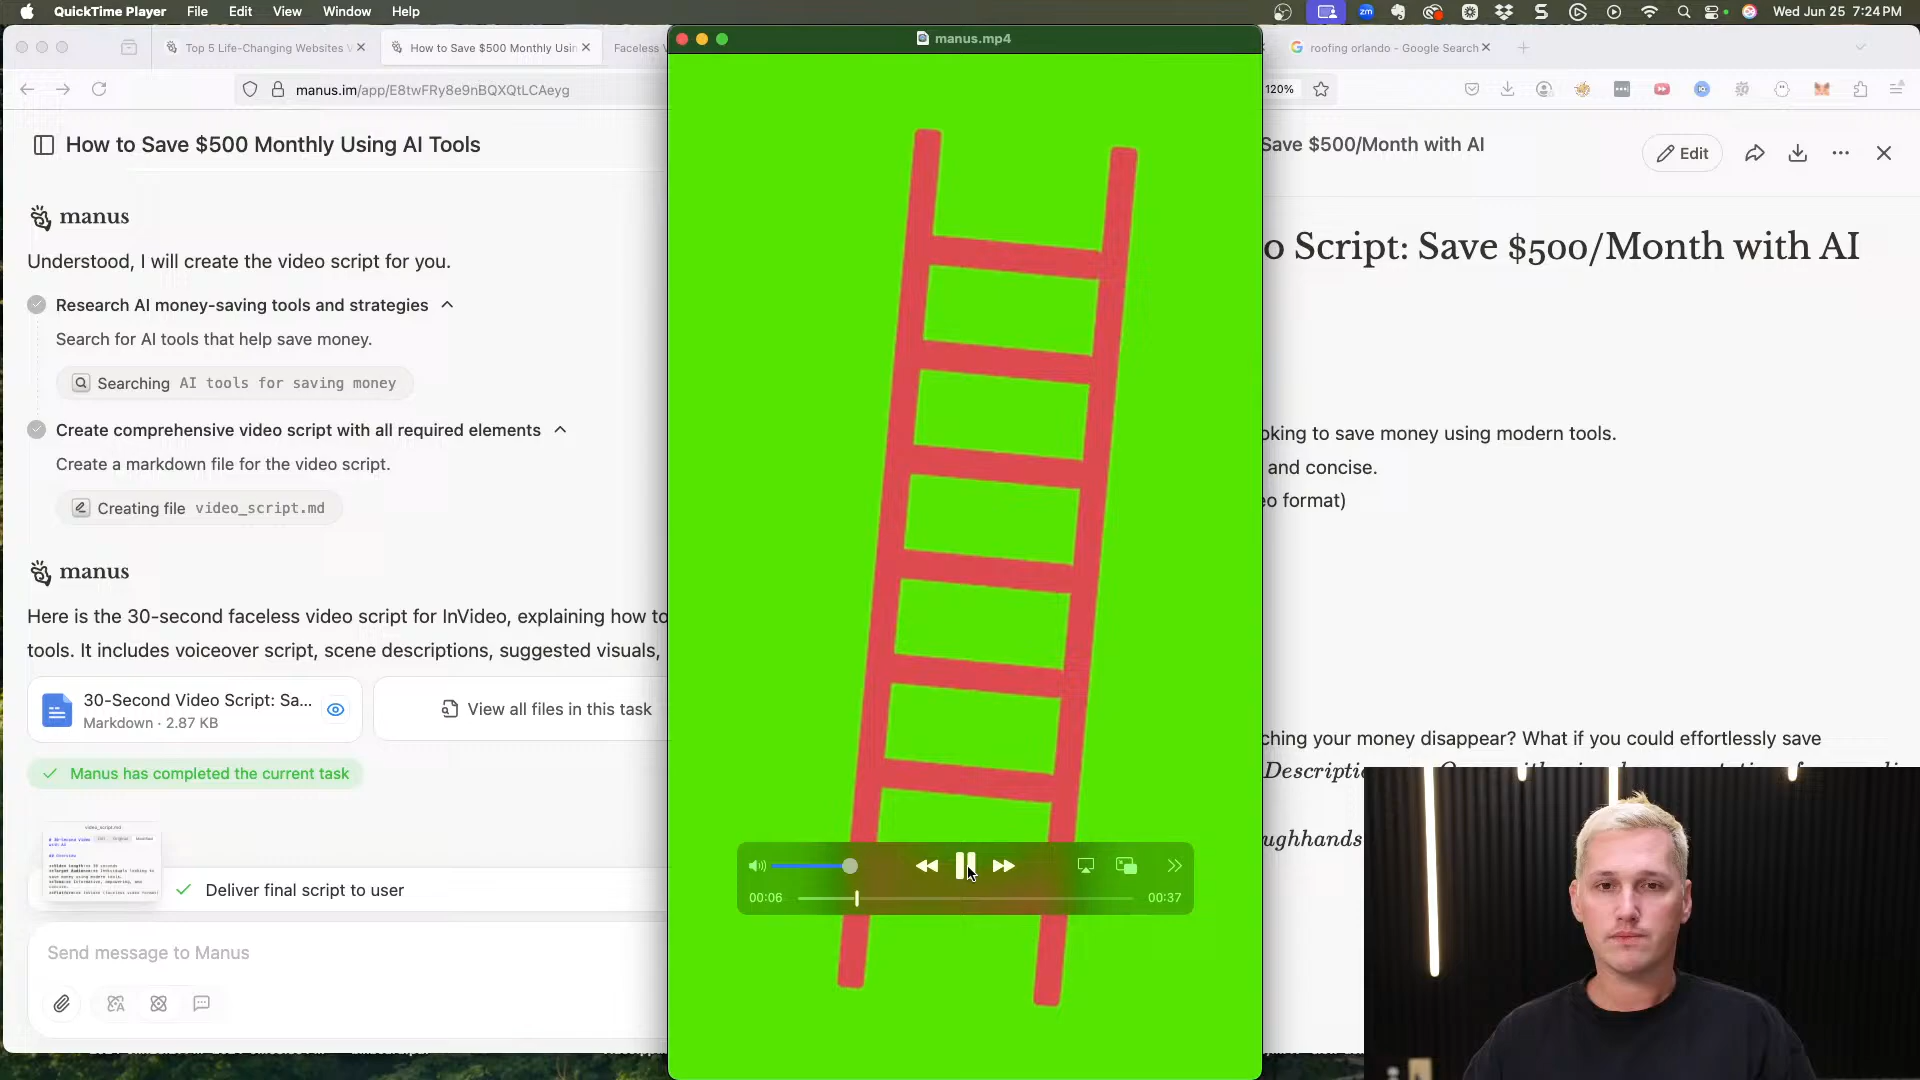 QuickTime Player File Edit View Window Help
zm
Wed Jun 25 7:24 PM
Top 5 Life-Changing Websites
How to Save $500 Monthly Usin
Faceless V
manus.mp4
roofing orlando - Google Search
manus.im/app/E8twFRy8e9nBQXQtLCAeyg
120%
How to Save $500 Monthly Using AI Tools
Save $500/Month with AI
Edit
manus
Understood, I will create the video script for you.
Research AI money-saving tools and strategies
Search for AI tools that help save money.
Searching AI tools for saving money
Create comprehensive video script with all required elements
Create a markdown file for the video script.
Creating file video_script.md
manus
Here is the 30-second faceless video script for InVideo, explaining how to
tools. It includes voiceover script, scene descriptions, suggested visuals,
30-Second Video Script: Sa...
Markdown · 2.87 KB
View all files in this task
Manus has completed the current task
video_script.md
Deliver final script to user
Send message to Manus
00:06
00:37
o Script: Save $500/Month with AI
oking to save money using modern tools.
and concise.
eo format)
ching your money disappear? What if you could effortlessly save
Descriptio
ughhands